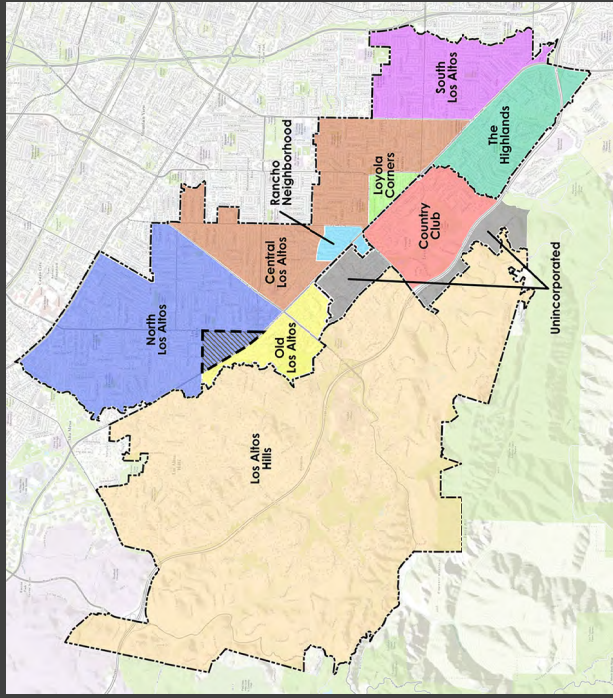 North
Los Altos
Los Altos
Hills
Central
Los Altos
Rancho
Neighborhood
Old
Los Altos
Loyola
Corners
Country
Club
South
Los Altos
The
Highlands
Unincorporated